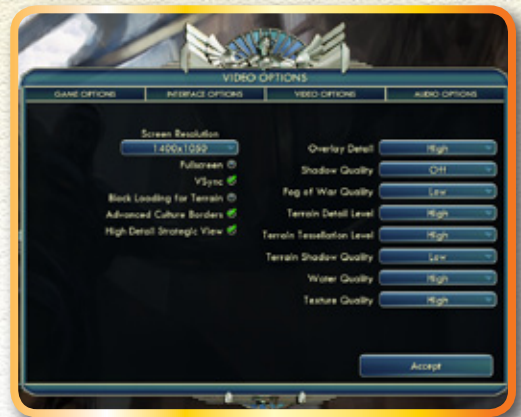 VIDEO OPTIONS
GAME OPTIONS
INTERFACE OPTIONS
VIDEO OPTIONS
AUDIO OPTIONS
Screen Resolution
1400x1050
Fullscreen
VSync
Block Loading for Terrain
Advanced Culture Borders
High Detail Strategic View
Overlay Detail High
Shadow Quality Off
Fog of War Quality Low
Terrain Detail Level High
Terrain Tessellation Level High
Terrain Shadow Quality Low
Water Quality High
Texture Quality High
Accept